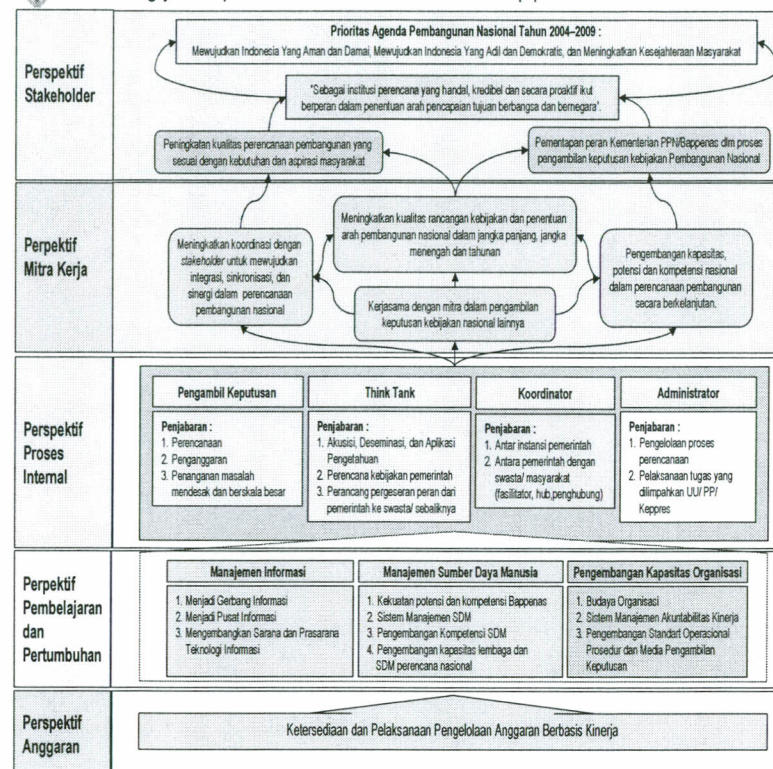 Prioritas Agenda Pembangunan Nasional Tahun 2004–2009 :
Mewujudkan Indonesia Yang Aman dan Damai, Mewujudkan Indonesia Yang Adil dan Demokratis, dan Meningkatkan Kesejahteraan Masyarakat
Perspektif
Stakeholder
"Sebagai institusi perencana yang handal, kredibel dan secara proaktif ikut
berperan dalam penentuan arah pencapaian tujuan berbangsa dan bernegara".
Peningkatan kualitas perencanaan pembangunan yang
sesuai dengan kebutuhan dan aspirasi masyarakat
Pementapan peran Kementerian PPN/Bappenas dlm proses
pengambilan keputusan kebijakan Pembangunan Nasional
Perpektif
Mitra Kerja
Meningkatkan kualitas rancangan kebijakan dan penentuan
arah pembangunan nasional dalam jangka panjang, jangka
menengah dan tahunan
Meningkatkan koordinasi dengan
stakeholder untuk mewujudkan
integrasi, sinkronisasi, dan
sinergi dalam perencanaan
pembangunan nasional
Pengembangan kapasitas,
potensi dan kompetensi nasional
dalam perencanaan pembangunan
secara berkelanjutan.
Kerjasama dengan mitra dalam pengambilan
keputusan kebijakan nasional lainnya
Perspektif
Proses
Internal
Pengambil Keputusan
Penjabaran :
1. Perencanaan
2. Penganggaran
3. Penanganan masalah
mendesak dan berskala besar
Think Tank
Penjabaran :
1. Akusisi, Deseminasi, dan Aplikasi
Pengetahuan
2. Perencana kebijakan pemerintah
3. Perancang pergeseran peran dari
pemerintah ke swasta/ sebaliknya
Koordinator
Penjabaran :
1. Antar instansi pemerintah
2. Antara pemerintah dengan
swasta/ masyarakat
(fasilitator, hub,penghubung)
Administrator
Penjabaran :
1. Pengelolaan proses
perencanaan
2. Pelaksanaan tugas yang
dilimpahkan UU/ PP/
Keppres
Perpektif
Pembelajaran
dan
Pertumbuhan
Manajemen Informasi
1. Menjadi Gerbang Informasi
2. Menjadi Pusat Informasi
3. Mengembangkan Sarana dan Prasarana
Teknologi Informasi
Manajemen Sumber Daya Manusia
1. Kekuatan potensi dan kompetensi Bappenas
2. Sistem Manajemen SDM
3. Pengembangan Kompetensi SDM
4. Pengembangan kapasitas lembaga dan
SDM perencana nasional
Pengembangan Kapasitas Organisasi
1. Budaya Organisasi
2. Sistem Manajemen Akuntabilitas Kinerja
3. Pengembangan Standart Operasional
Prosedur dan Media Pengambilan
Keputusan
Perspektif
Anggaran
Ketersediaan dan Pelaksanaan Pengelolaan Anggaran Berbasis Kinerja